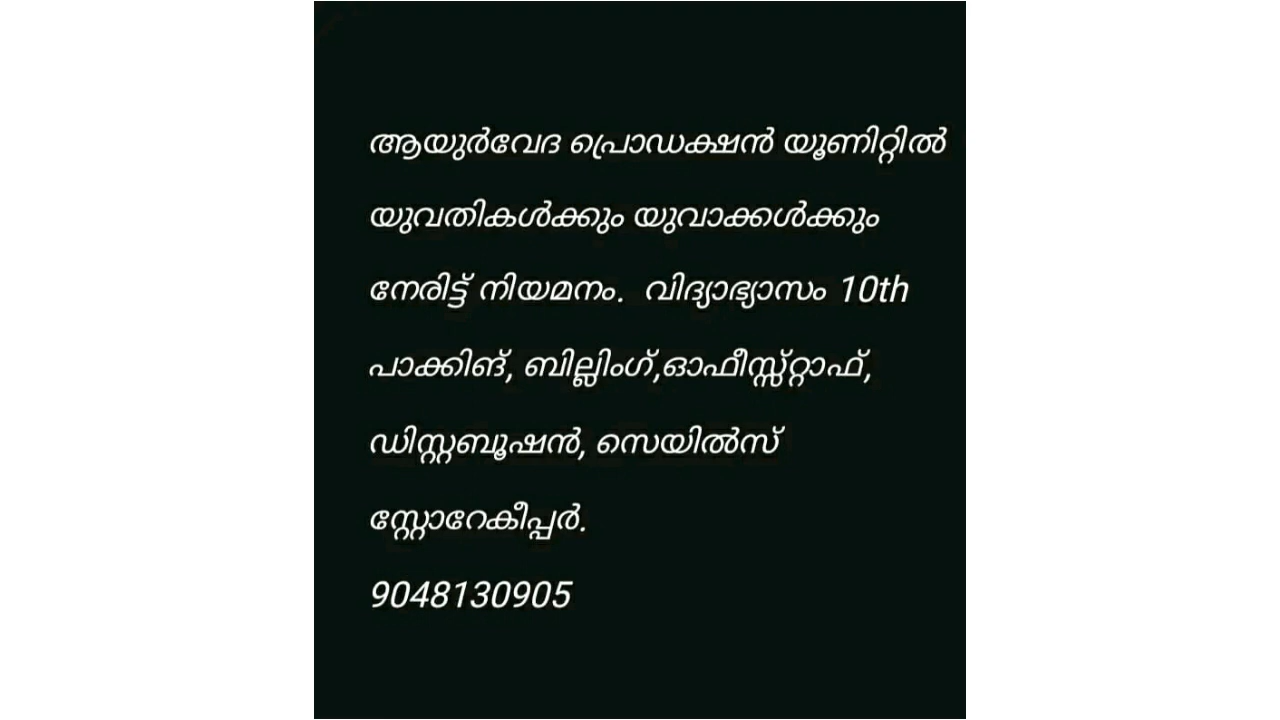 ആയുർവേദ പ്രൊഡക്ഷൻ യൂണിറ്റിൽ
യുവതികൾക്കും യുവാക്കൾക്കും
നേരിട്ട് നിയമനം. വിദ്യാഭ്യാസം 10th
പാക്കിങ്, ബില്ലിംഗ്,ഓഫീസ്സ്റ്റാഫ്,
ഡിസ്റ്റബൂഷൻ, സെയിൽസ്
സ്റ്റോറേകീപ്പർ.
9048130905